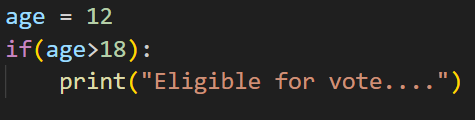 age = 12
if(age>18):
    print("Eligible for vote....")